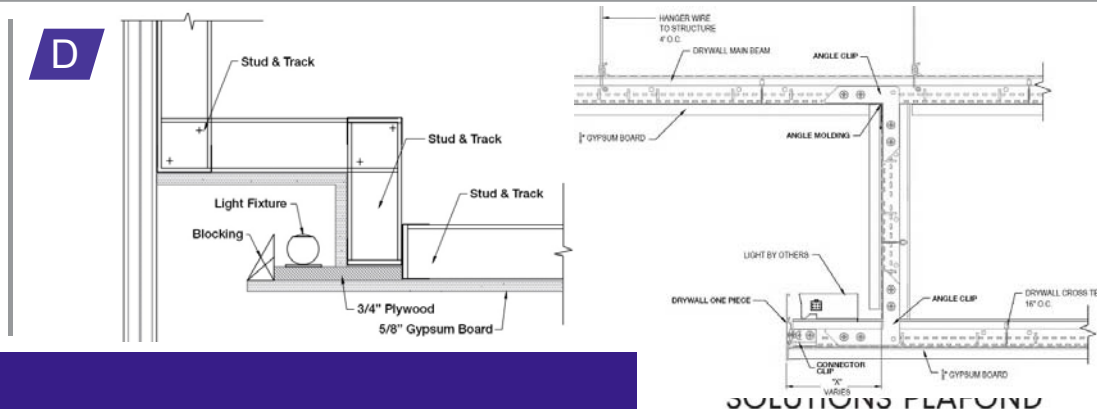 D
Stud & Track
Stud & Track
Stud & Track
Light Fixture
Blocking
3/4" Plywood
5/8" Gypsum Board
HANGER WIRE
TO STRUCTURE
4' O.C.
DRYWALL MAIN BEAM
ANGLE CLIP
GYPSUM BOARD
ANGLE MOLDING
LIGHT BY OTHERS
DRYWALL ONE PIECE
ANGLE CLIP
DRYWALL CROSS TE
16" O.C.
CONNECTOR
CLIP
"X"
VARIES
GYPSUM BOARD
SOLUTIONS PLAFOND